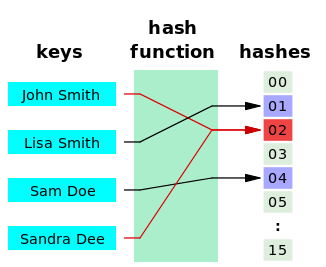 hash
keys function hashes
00
John Smith
01
02
Lisa Smith
03
Sam Doe
04
05
:
Sandra Dee
15